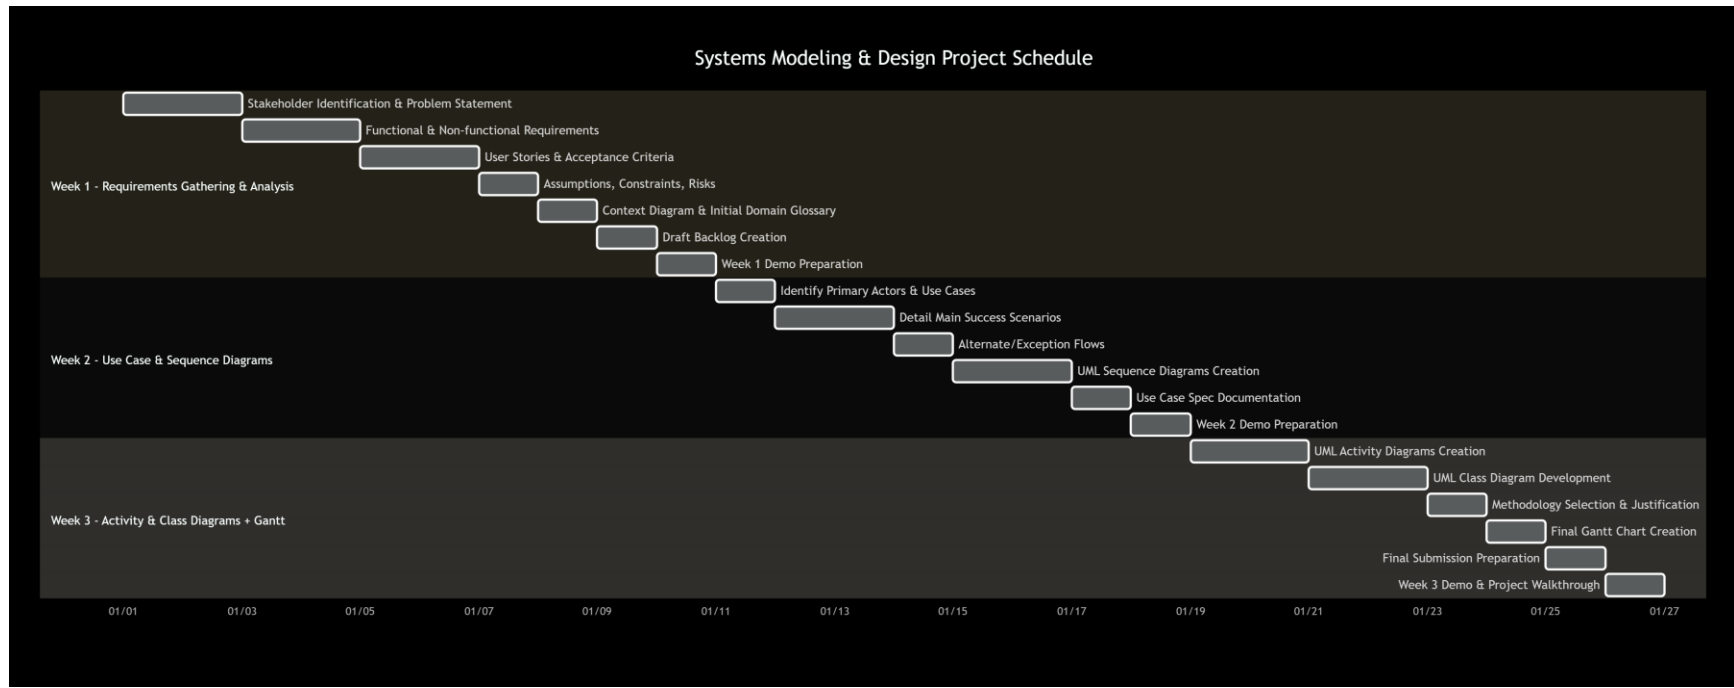 Systems Modeling & Design Project Schedule
Stakeholder Identification & Problem Statement
Functional & Non-functional Requirements
User Stories & Acceptance Criteria
Week 1 - Requirements Gathering & Analysis
Assumptions, Constraints, Risks
Context Diagram & Initial Domain Glossary
Draft Backlog Creation
Week 1 Demo Preparation
Identify Primary Actors & Use Cases
Detail Main Success Scenarios
Alternate/Exception Flows
Week 2 - Use Case & Sequence Diagrams
UML Sequence Diagrams Creation
Use Case Spec Documentation
Week 2 Demo Preparation
UML Activity Diagrams Creation
UML Class Diagram Development
Methodology Selection & Justification
Week 3 - Activity & Class Diagrams + Gantt
Final Gantt Chart Creation
Final Submission Preparation
Week 3 Demo & Project Walkthrough
01/01 01/03 01/05 01/07 01/09 01/11 01/13 01/15 01/17 01/19 01/21 01/23 01/25 01/27